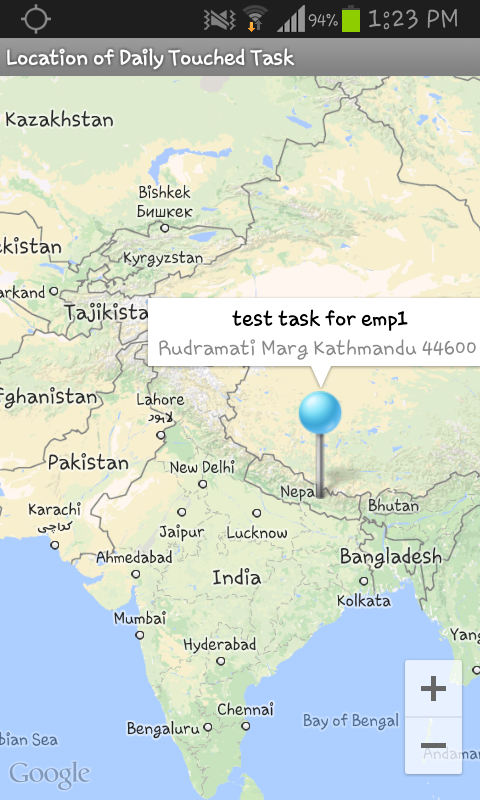 94% 1:23 PM
Location of Daily Touched Task
Kazakhstan
Bishkek
Бишкек
kistan
Kyrgyzstan
arkand
Tajikista
test task for emp1
Rudramati Marg Kathmandu 44600
fghanistan
Lahore
لاہور
Pakistan
New Delhi
Nepal
Bhutan
Karachi
کراچی
Jaipur
Lucknow
Bangladesh
Ahmedabad
India
Kolkata
Mumbai
Yang
Hyderabad
+
Chennai
Bay of Bengal
Bengaluru
bian Sea
−
Andaman
Google